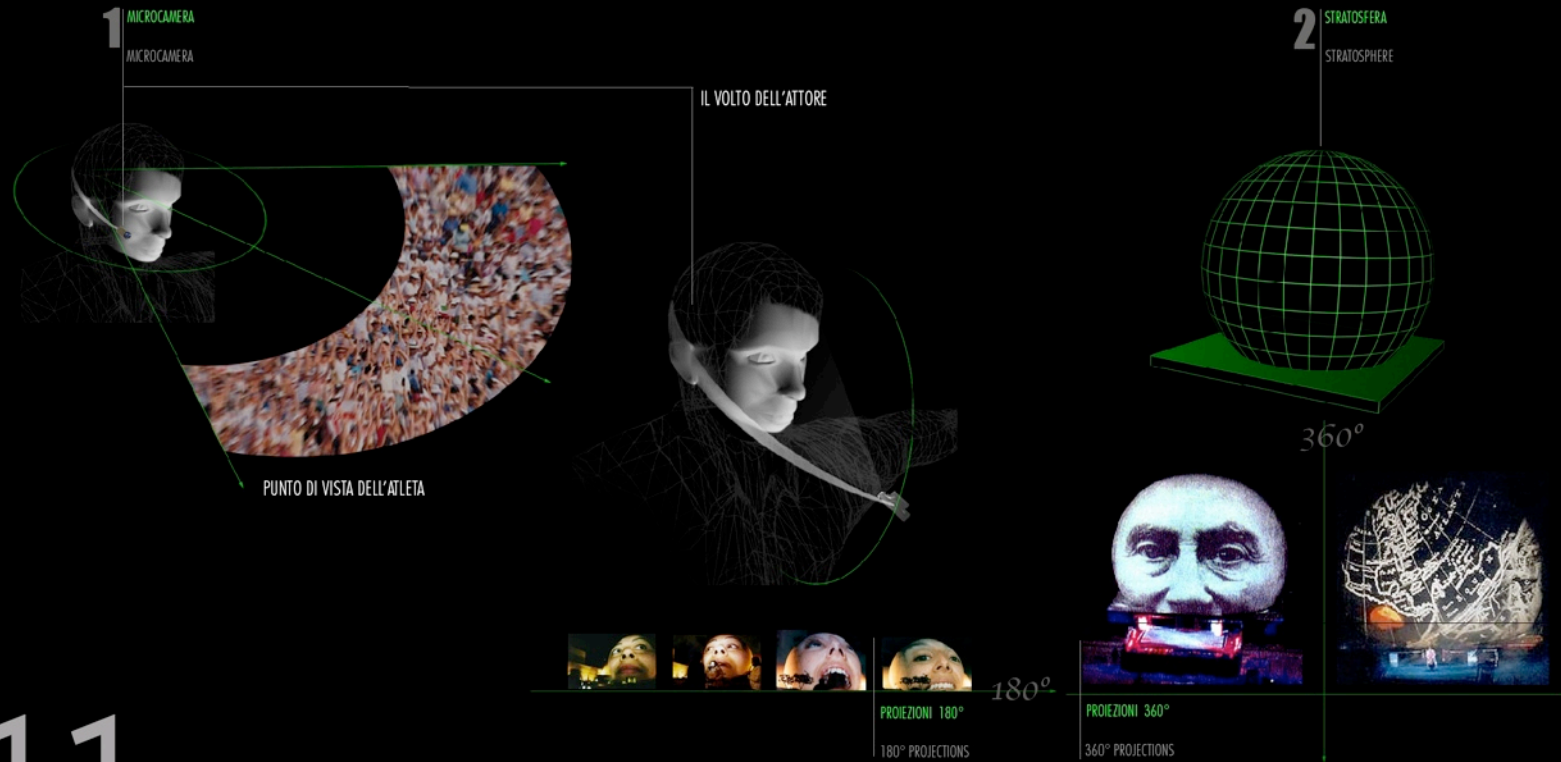 1
MICROCAMERA
MICROCAMERA
IL VOLTO DELL'ATTORE
PUNTO DI VISTA DELL'ATLETA
2
STRATOSFERA
STRATOSPHERE
360°
180°
PROIEZIONI 180°
180° PROJECTIONS
PROIEZIONI 360°
360° PROJECTIONS
11